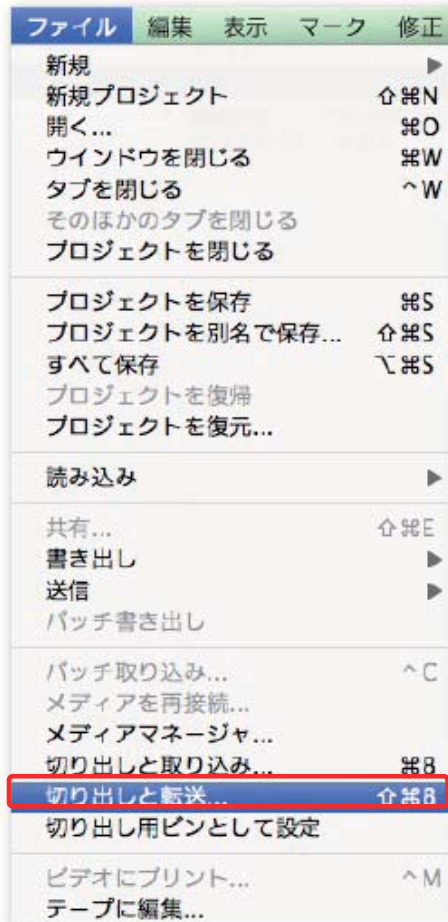 ファイル 編集 表示 マーク 修正
新規 ▶
新規プロジェクト ⇧⌘N
開く... ⌘O
ウインドウを閉じる ⌘W
タブを閉じる ^W
そのほかのタブを閉じる
プロジェクトを閉じる
プロジェクトを保存 ⌘S
プロジェクトを別名で保存... ⇧⌘S
すべて保存 ⌥⌘S
プロジェクトを復帰
プロジェクトを復元...
読み込み ▶
共有... ⇧⌘E
書き出し ▶
送信 ▶
バッチ書き出し
バッチ取り込み... ^C
メディアを再接続...
メディアマネージャ...
切り出しと取り込み... ⌘8
切り出しと転送... ⇧⌘8
切り出し用ビンとして設定
ビデオにプリント... ^M
テープに編集...